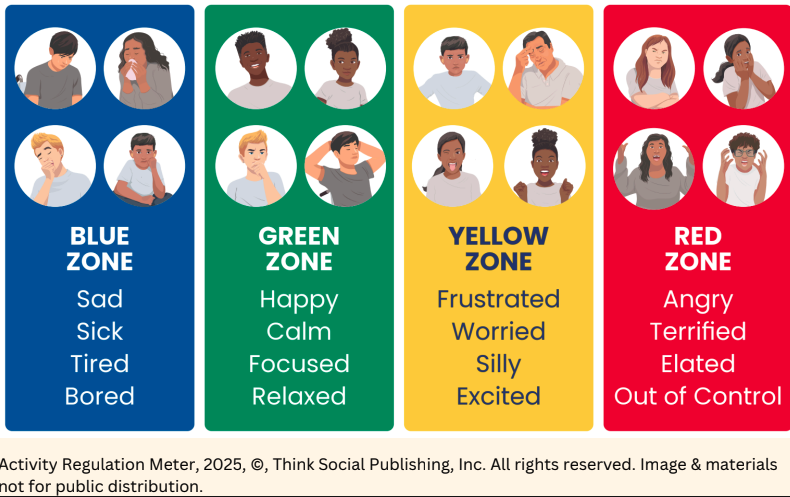 BLUE
ZONE
Sad
Sick
Tired
Bored
GREEN
ZONE
Happy
Calm
Focused
Relaxed
YELLOW
ZONE
Frustrated
Worried
Silly
Excited
RED
ZONE
Angry
Terrified
Elated
Out of Control
Activity Regulation Meter, 2025, ©, Think Social Publishing, Inc. All rights reserved. Image & materials
not for public distribution.